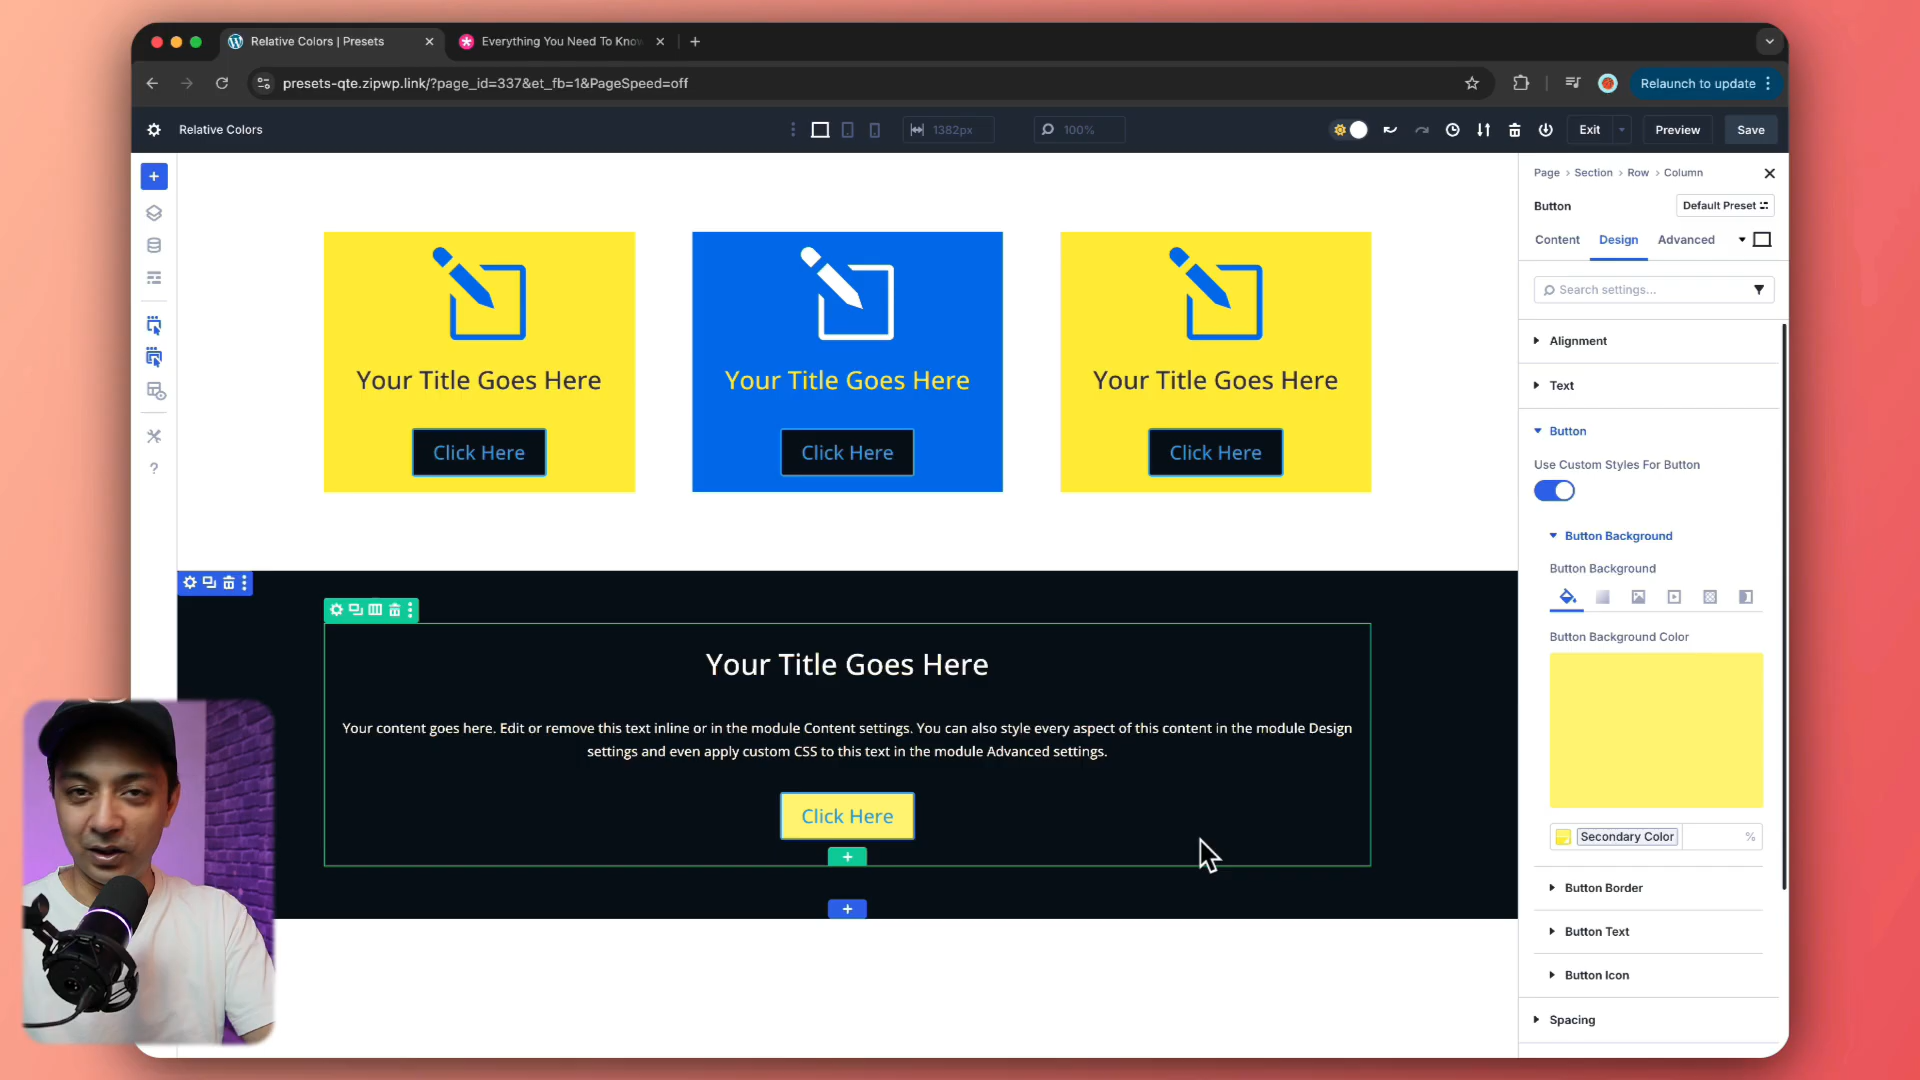 Relative Colors | Presets
Everything You Need To Know
presets-qte.zipwp.link/?page_id=337&et_fb=1&PageSpeed=off
Relaunch to update
Relative Colors
1382px
100%
Exit
Preview
Save
Page > Section > Row > Column
Button
Default Preset
Content
Design
Advanced
Search settings...
Alignment
Text
Button
Use Custom Styles For Button
Button Background
Button Background
Button Background Color
Secondary Color
%
Button Border
Button Text
Button Icon
Spacing
Your Title Goes Here
Click Here
Your Title Goes Here
Click Here
Your Title Goes Here
Click Here
Your Title Goes Here
Your content goes here. Edit or remove this text inline or in the module Content settings. You can also style every aspect of this content in the module Design
settings and even apply custom CSS to this text in the module Advanced settings.
Click Here